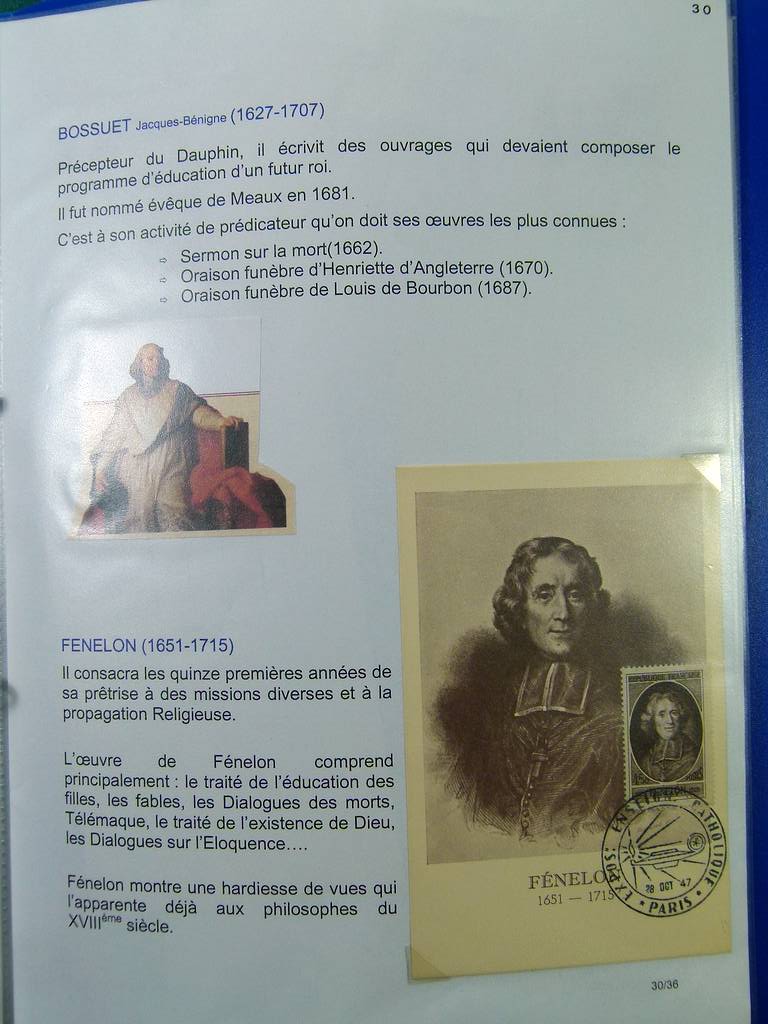 30
BOSSUET Jacques-Bénigne (1627-1707)
Précepteur du Dauphin, il écrivit des ouvrages qui devaient composer le
programme d'éducation d'un futur roi.
Il fut nommé évêque de Meaux en 1681.
C'est à son activité de prédicateur qu'on doit ses œuvres les plus connues :
⇨ Sermon sur la mort(1662).
⇨ Oraison funèbre d'Henriette d'Angleterre (1670).
⇨ Oraison funèbre de Louis de Bourbon (1687).
FENELON (1651-1715)
Il consacra les quinze premières années de
sa prêtrise à des missions diverses et à la
propagation Religieuse.
L'œuvre de Fénelon comprend
principalement : le traité de l'éducation des
filles, les fables, les Dialogues des morts,
Télémaque, le traité de l'existence de Dieu,
les Dialogues sur l'Eloquence….
Fénelon montre une hardiesse de vues qui
l'apparente déjà aux philosophes du
XVIIIème siècle.
REPUBLIQUE FRANÇAISE
FÉNELO
1651 — 1715
CATHOLIQUE
28 OCT 47
PARIS
30/36